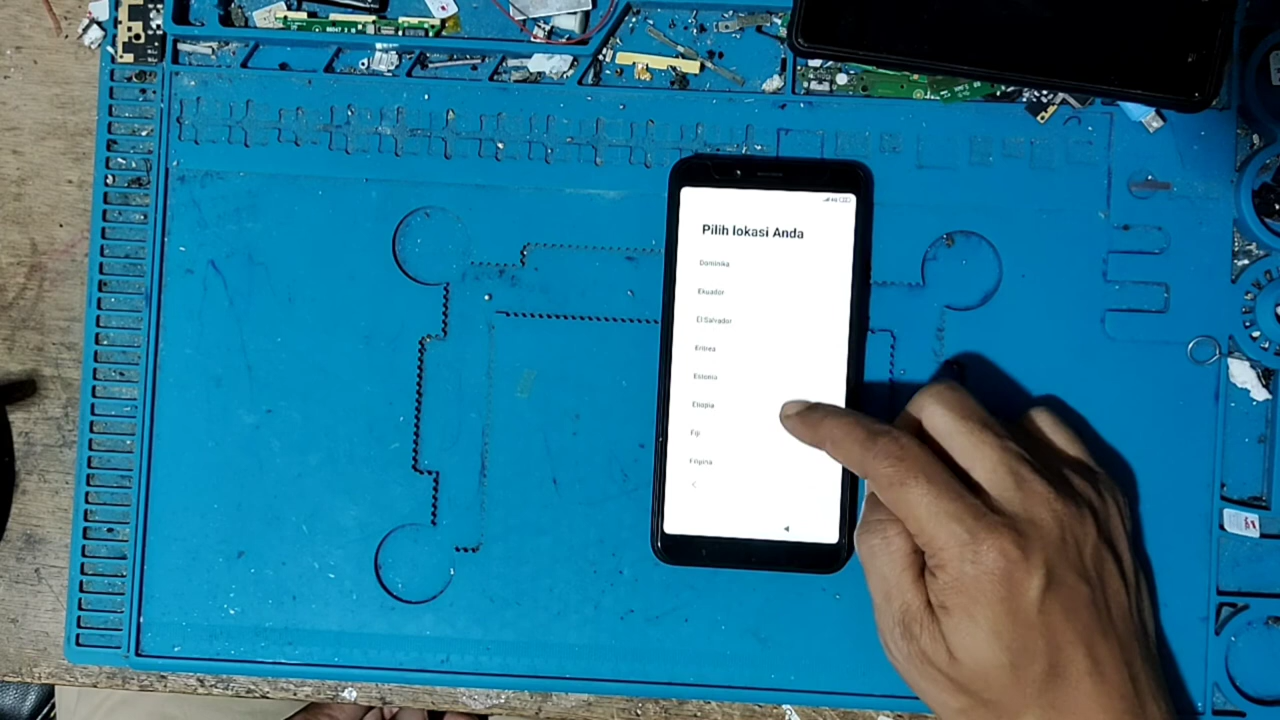 Pilih lokasi Anda
Dominika
Ekuador
El Salvador
Eritrea
Estonia
Etiopia
Fiji
Filipina